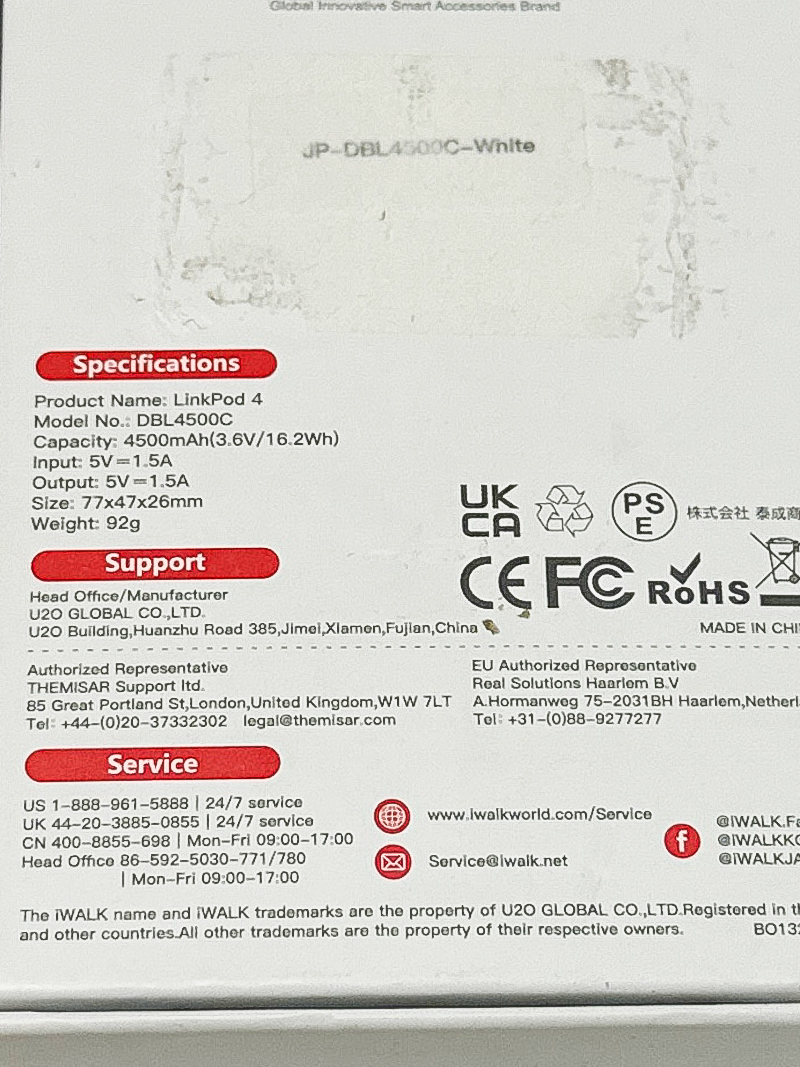 Global Innovative Smart Accessories Brand
JP-DBL4500C-White
Specifications
Product Name: LinkPod 4
Model No.: DBL4500C
Capacity: 4500mAh(3.6V/16.2Wh)
Input: 5V⎓1.5A
Output: 5V⎓1.5A
Size: 77x47x26mm
Weight: 92g
UK
CA
PS
E
株式会社 泰成商
CE FC RoHS
MADE IN CHI
Support
Head Office/Manufacturer
U2O GLOBAL CO.,LTD.
U2O Building,Huanzhu Road 385,Jimei,Xiamen,Fujian,China
Authorized Representative
THEMISAR Support ltd.
85 Great Portland St,London,United Kingdom,W1W 7LT
Tel: +44-(0)20-37332302 legal@themisar.com
EU Authorized Representative
Real Solutions Haarlem B.V
A.Hormanweg 75-2031BH Haarlem,Netherl
Tel: +31-(0)88-9277277
Service
US 1-888-961-5888 | 24/7 service
UK 44-20-3885-0855 | 24/7 service
CN 400-8855-698 | Mon-Fri 09:00-17:00
Head Office 86-592-5030-771/780
| Mon-Fri 09:00-17:00
www.iwalkworld.com/Service
Service@iwalk.net
f
@iWALK.Fa
@iWALKKO
@iWALKJA
The iWALK name and iWALK trademarks are the property of U2O GLOBAL CO.,LTD.Registered in th
and other countries.All other trademarks are the property of their respective owners.
BO132